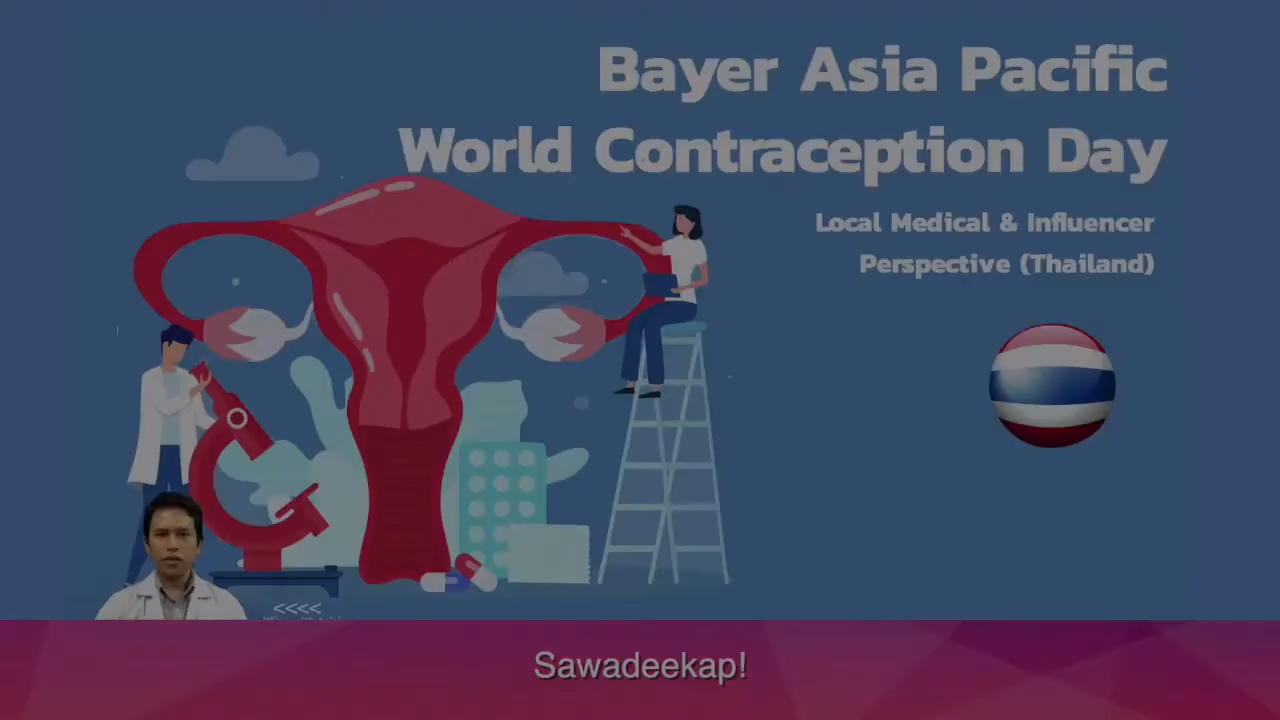 Bayer Asia Pacific
World Contraception Day
Local Medical & Influencer
Perspective (Thailand)
<<<<
Sawadeekap!